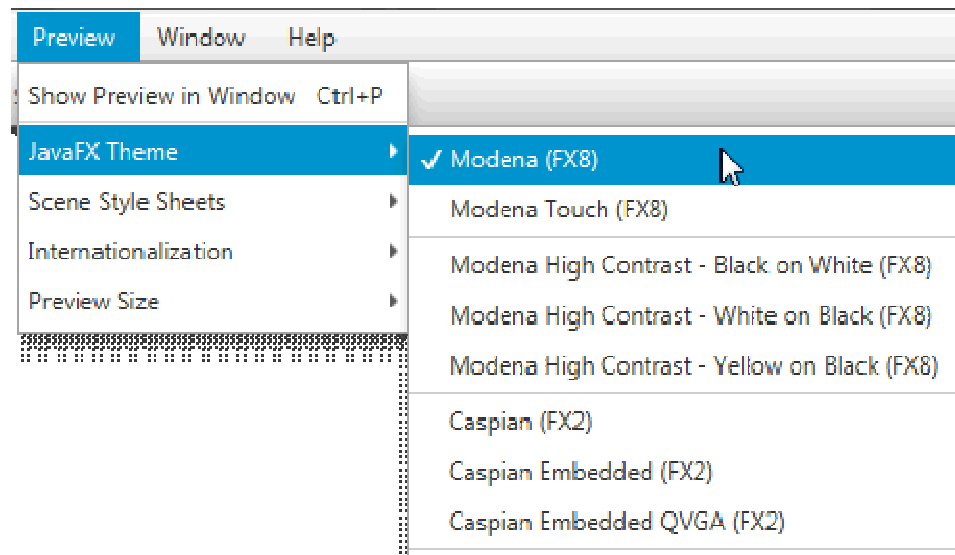 Preview Window Help
Show Preview in Window Ctrl+P
JavaFX Theme
Scene Style Sheets
Internationalization
Preview Size
Modena (FX8)
Modena Touch (FX8)
Modena High Contrast - Black on White (FX8)
Modena High Contrast - White on Black (FX8)
Modena High Contrast - Yellow on Black (FX8)
Caspian (FX2)
Caspian Embedded (FX2)
Caspian Embedded QVGA (FX2)